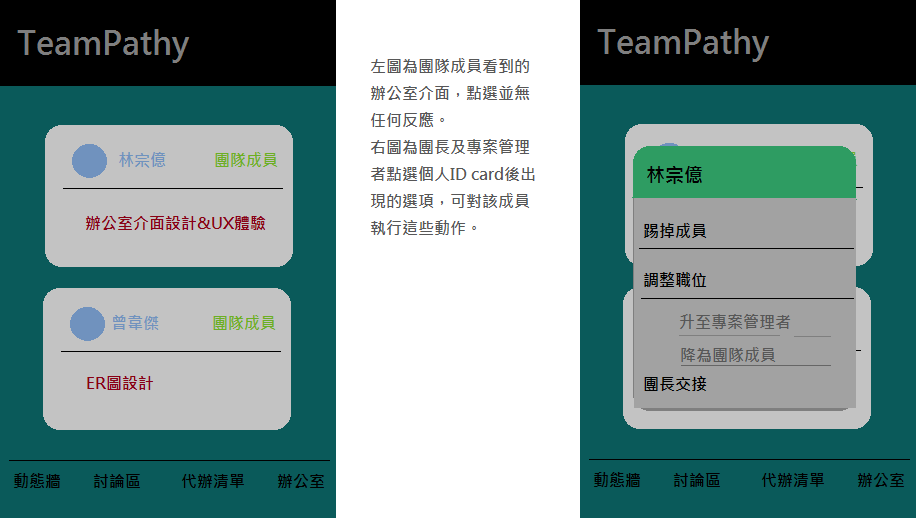 TeamPathy
林宗億 團隊成員
辦公室介面設計&UX體驗
曾韋傑 團隊成員
ER圖設計
動態牆 討論區 代辦清單 辦公室
左圖為團隊成員看到的
辦公室介面，點選並無
任何反應。
右圖為團長及專案管理
者點選個人ID card後出
現的選項，可對該成員
執行這些動作。
TeamPathy
林宗億
踢掉成員
調整職位
升至專案管理者
降為團隊成員
團長交接
動態牆 討論區 代辦清單 辦公室